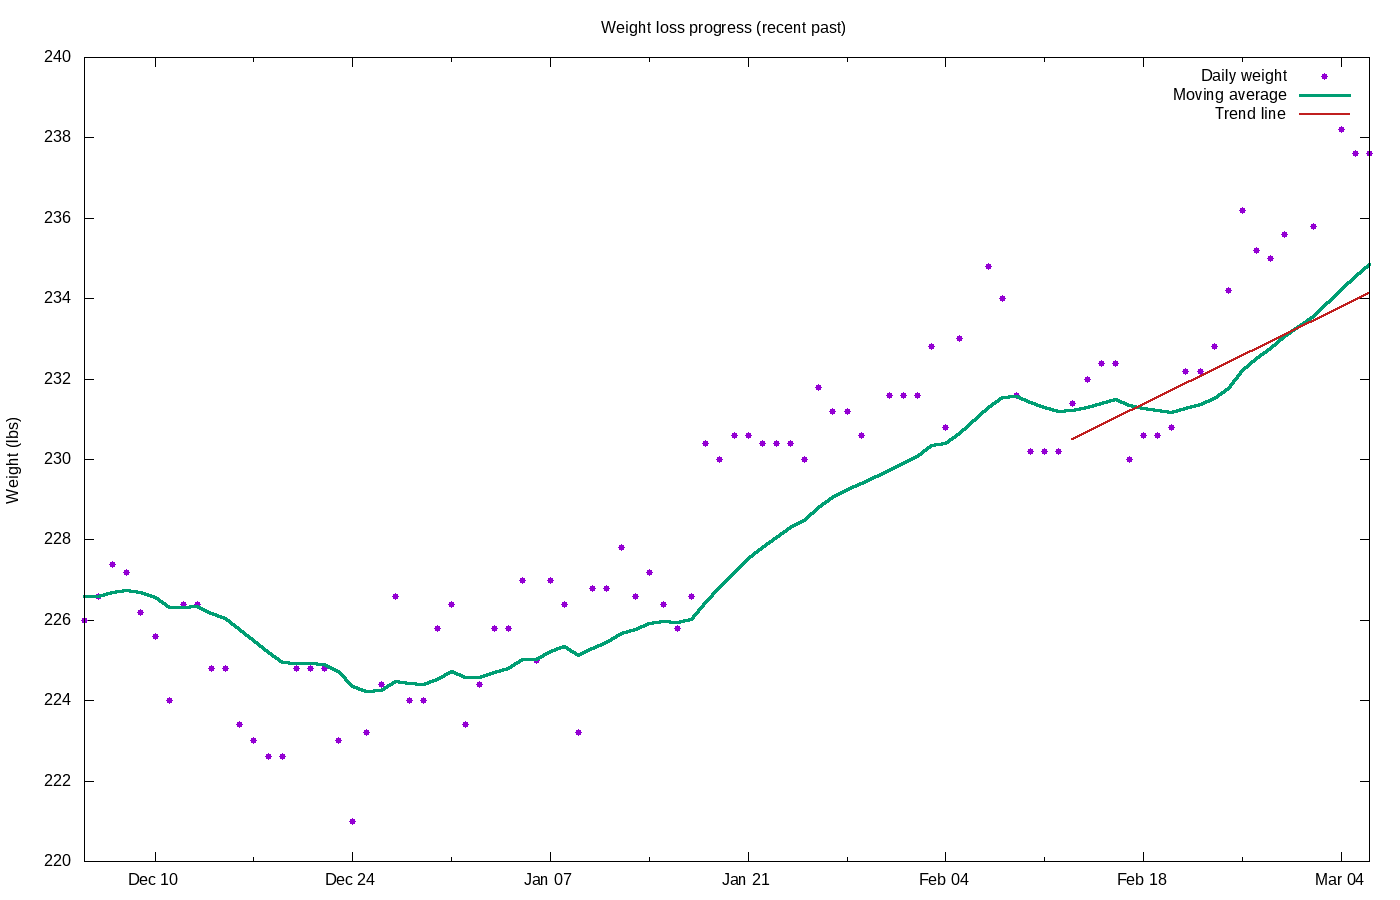 Weight loss progress (recent past)
Daily weight
Moving average
Trend line
Weight (lbs)
240
238
236
234
232
230
228
226
224
222
220
Dec 10 Dec 24 Jan 07 Jan 21 Feb 04 Feb 18 Mar 04